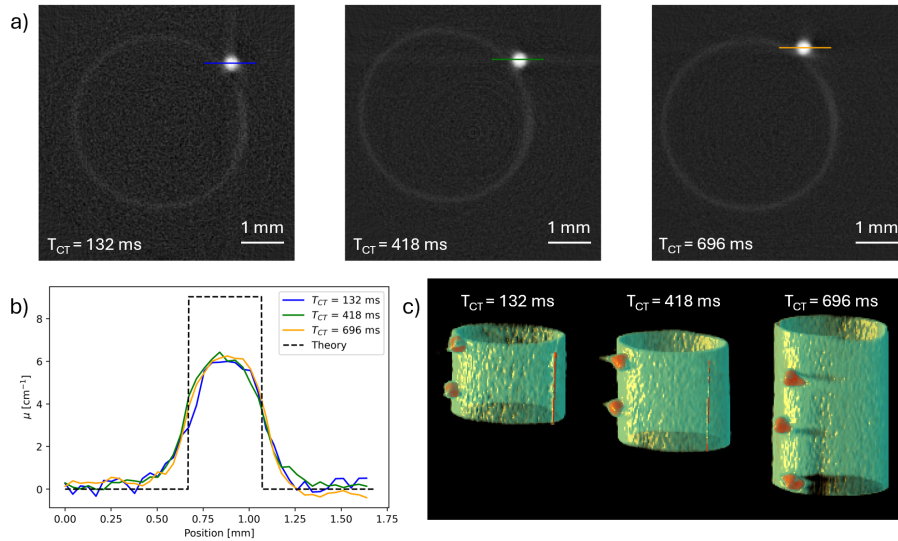 a)
T_CT = 132 ms
1 mm
T_CT = 418 ms
1 mm
T_CT = 696 ms
1 mm
b)
8
6
4
2
0
μ [cm⁻¹]
T_CT = 132 ms
T_CT = 418 ms
T_CT = 696 ms
Theory
0.00
0.25
0.50
0.75
1.00
1.25
1.50
1.75
Position [mm]
c)
T_CT = 132 ms
T_CT = 418 ms
T_CT = 696 ms